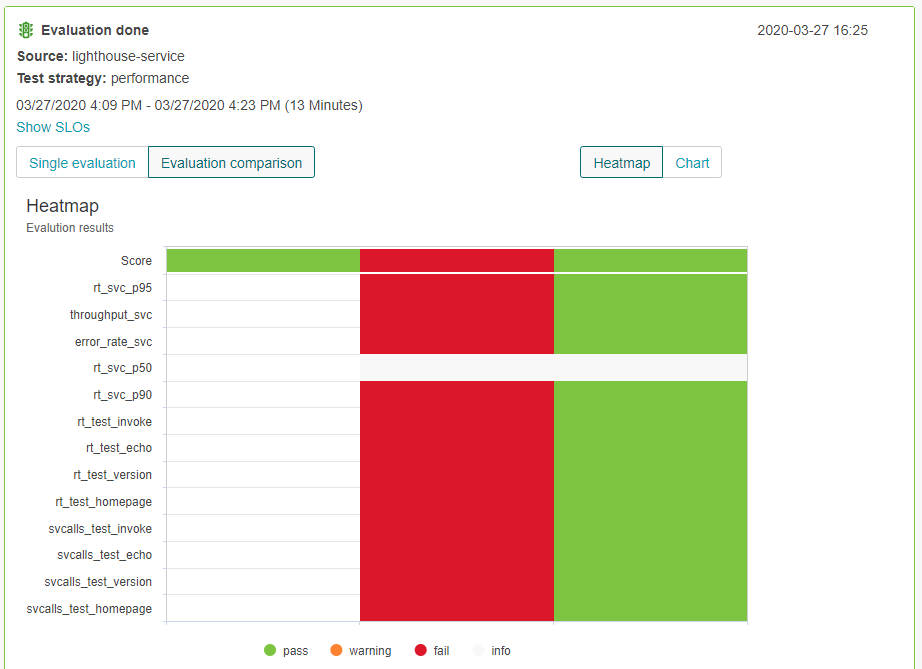 Evaluation done 2020-03-27 16:25
Source: lighthouse-service
Test strategy: performance
03/27/2020 4:09 PM - 03/27/2020 4:23 PM (13 Minutes)
Show SLOs
Single evaluation Evaluation comparison Heatmap Chart
Heatmap
Evalution results
Score
rt_svc_p95
throughput_svc
error_rate_svc
rt_svc_p50
rt_svc_p90
rt_test_invoke
rt_test_echo
rt_test_version
rt_test_homepage
svcalls_test_invoke
svcalls_test_echo
svcalls_test_version
svcalls_test_homepage
pass warning fail info